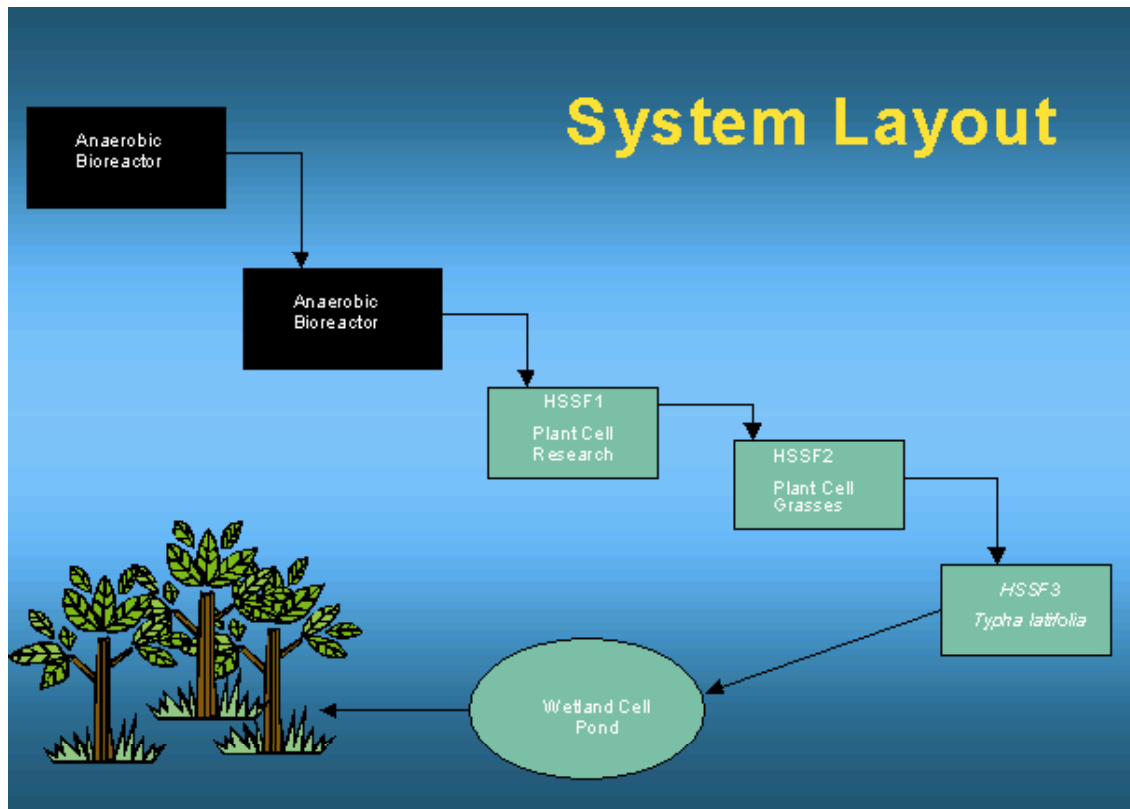 System Layout
Anaerobic
Bioreactor
Anaerobic
Bioreactor
HSSF1
Plant Cell
Research
HSSF2
Plant Cell
Grasses
HSSF3
Typha latifolia
Wetland Cell
Pond